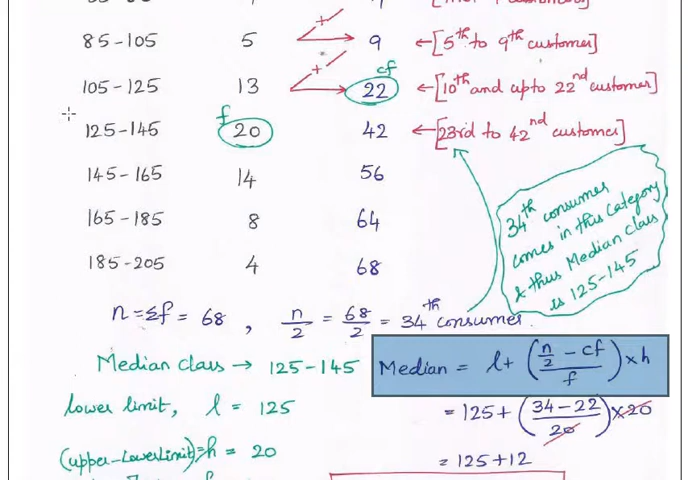 85-105 5 + 9 ←[5th to 9th customer]
105-125 13 + cf 22 ←[10th and upto 22nd customer]
125-145 f 20 42 ←[23rd to 42nd customer]
145-165 14 56
165-185 8 64
185-205 4 68
34th consumer
comes in this category
& thus Median class
is 125-145
n=Σf= 68 , n/2 = 68/2 = 34th consumer.
Median class → 125-145
Median = l+ ((n/2 - cf)/f) ×h
lower limit, l = 125
= 125+ ((34-22)/20) ×20
(upper-Lowerlimit)=h = 20
= 125+12